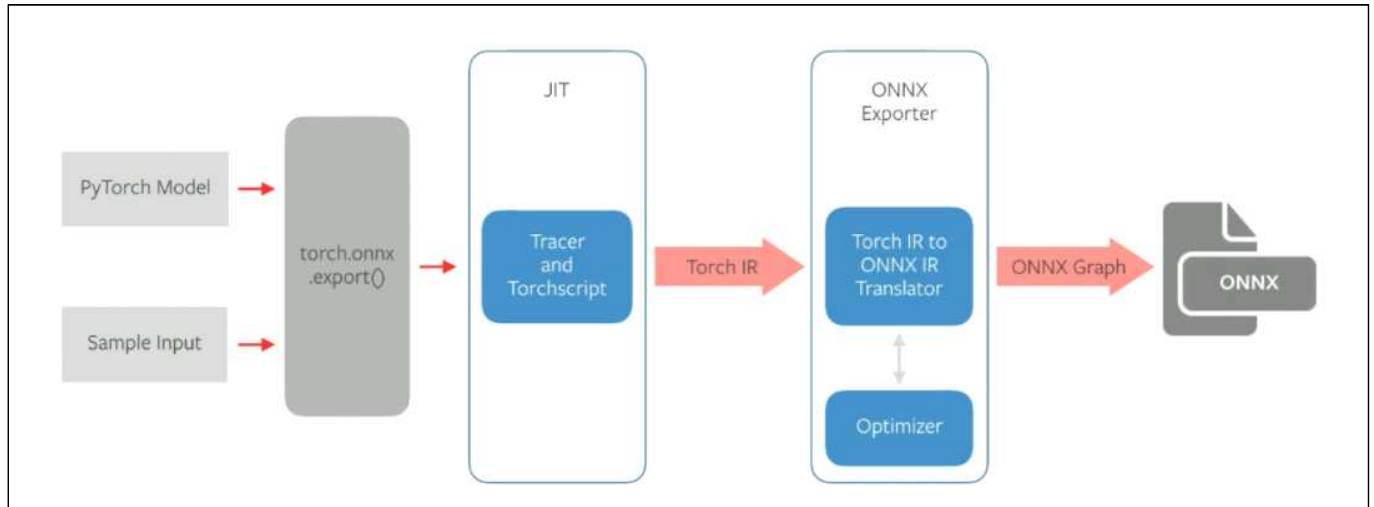 JIT
ONNX
Exporter
PyTorch Model
Sample Input
torch.onnx
.export()
Tracer
and
Torchscript
Torch IR
Torch IR to
ONNX IR
Translator
Optimizer
ONNX Graph
ONNX